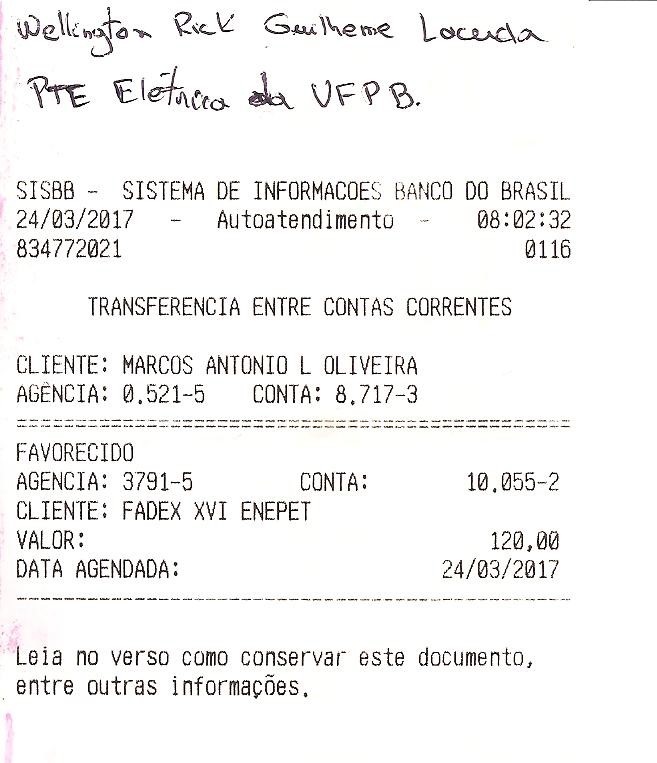 Wellington Rick Guilherme Lacerda
PTE Elétrica da UFPB.
SISBB - SISTEMA DE INFORMACOES BANCO DO BRASIL
24/03/2017 - Autoatendimento - 08:02:32
834772021 0116
TRANSFERENCIA ENTRE CONTAS CORRENTES
CLIENTE: MARCOS ANTONIO L OLIVEIRA
AGENCIA: 0.521-5 CONTA: 8.717-3
FAVORECIDO
AGENCIA: 3791-5 CONTA: 10.055-2
CLIENTE: FADEX XVI ENEPET
VALOR: 120,00
DATA AGENDADA: 24/03/2017
Leia no verso como conservar este documento,
entre outras informações.